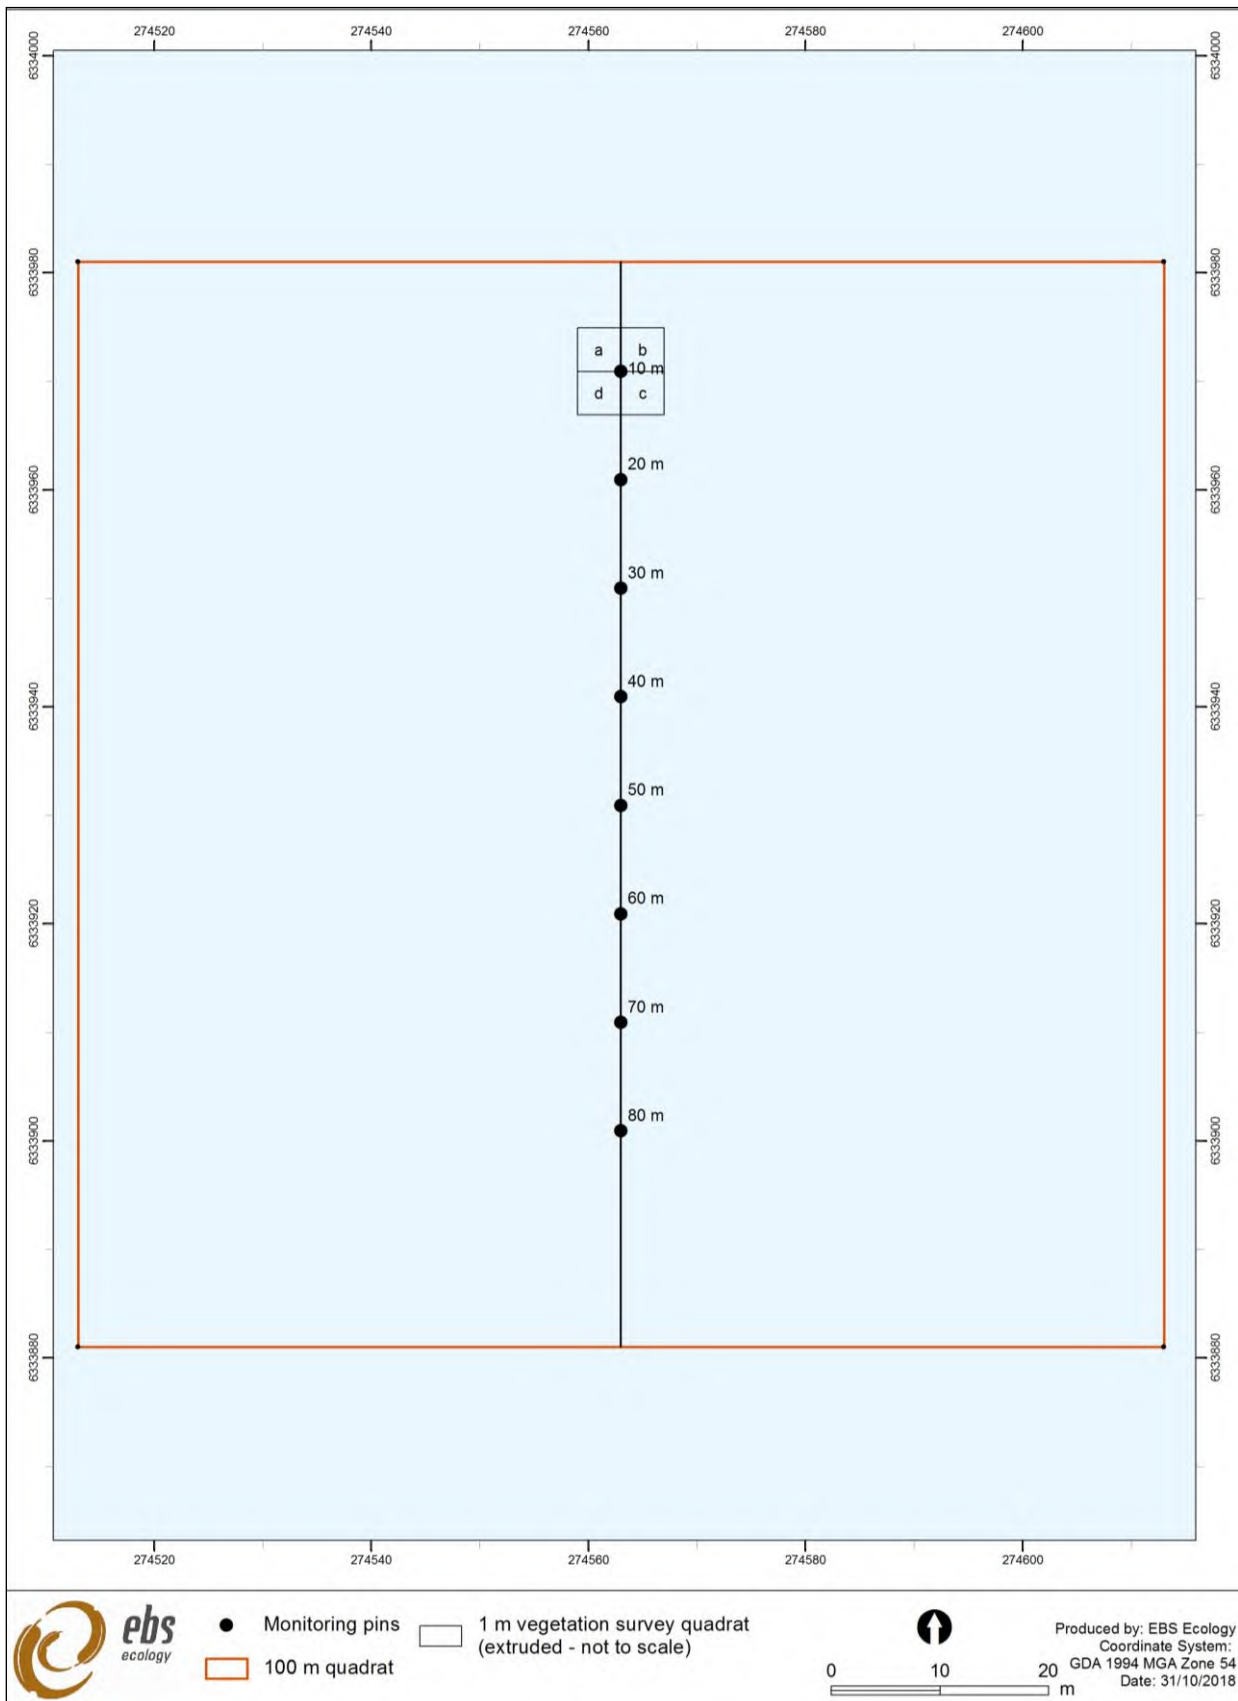 274520 274540 274560 274580 274600
6334000 6334000
6333980 6333980
a b
10 m
d c
20 m
6333960 6333960
30 m
40 m
6333940 6333940
50 m
60 m
6333920 6333920
70 m
80 m
6333900 6333900
6333880 6333880
274520 274540 274560 274580 274600
ebs
ecology
Monitoring pins
100 m quadrat
1 m vegetation survey quadrat
(extruded - not to scale)
0 10 20
m
Produced by: EBS Ecology
Coordinate System:
GDA 1994 MGA Zone 54
Date: 31/10/2018